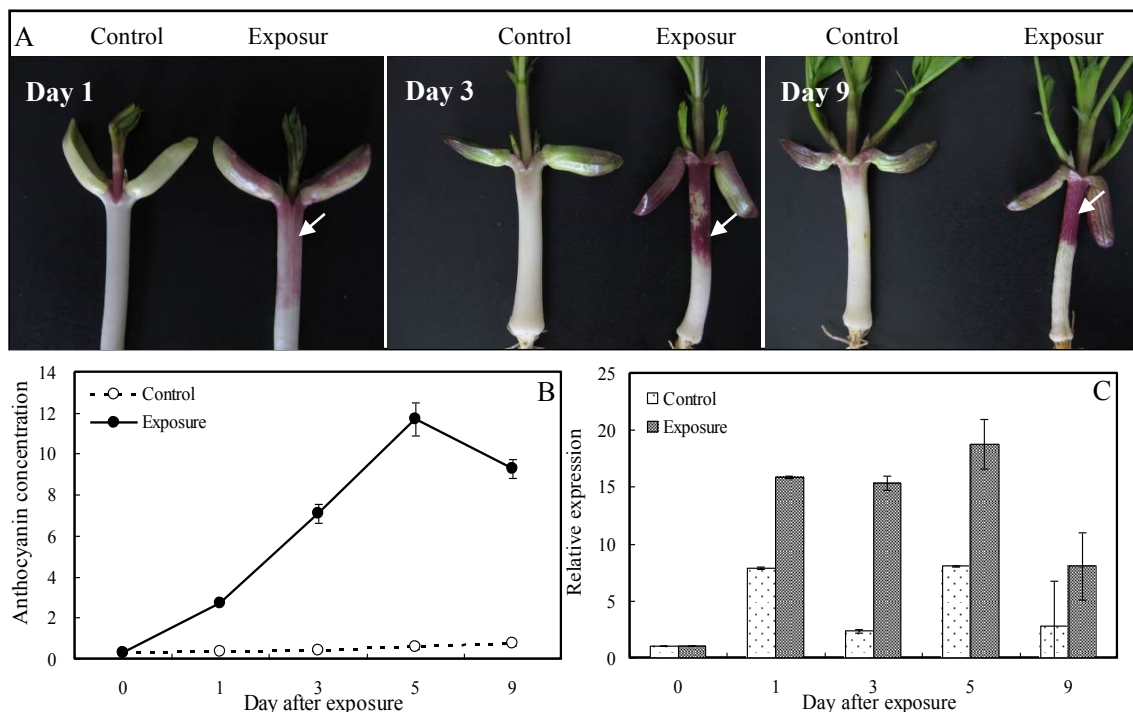 A Control Exposur Control Exposur Control Exposur
Day 1 Day 3 Day 9
B
Anthocyanin concentration
14
12
10
8
6
4
2
0
Control
Exposure
0 1 3 5 9
Day after exposure
C
Relative expression
25
20
15
10
5
0
Control
Exposure
0 1 3 5 9
Day after exposure